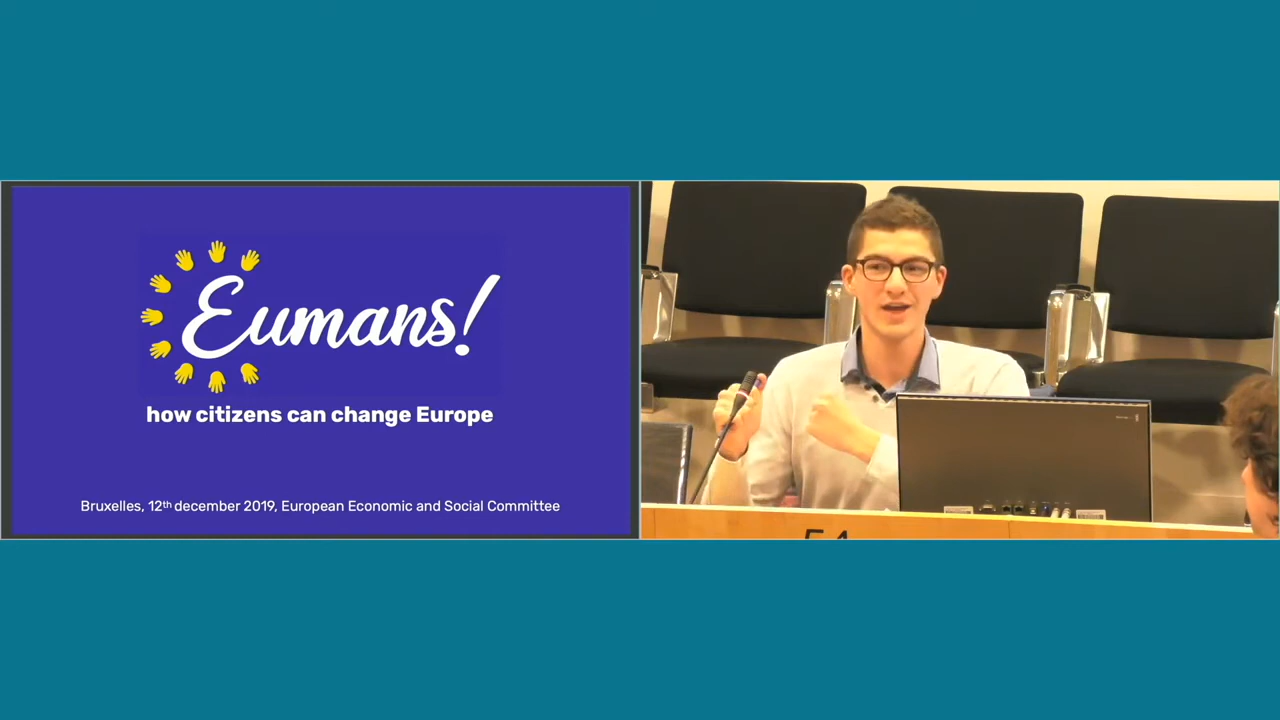 Eumans!
how citizens can change Europe
Bruxelles, 12th december 2019, European Economic and Social Committee